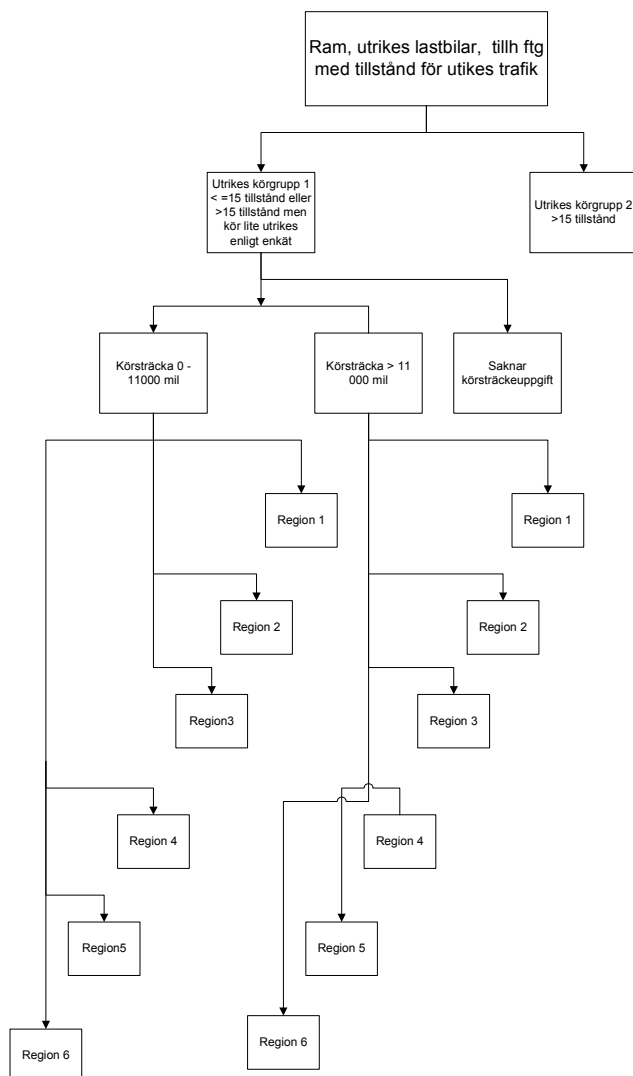 Ram, utrikes lastbilar, tillh ftg
med tillstånd för utikes trafik
Utrikes körgrupp 1
< =15 tillstånd eller
>15 tillstånd men
kör lite utrikes
enligt enkät
Utrikes körgrupp 2
>15 tillstånd
Körsträcka 0 -
11000 mil
Körsträcka > 11
000 mil
Saknar
körsträckeuppgift
Region 1
Region 1
Region 2
Region 2
Region3
Region 3
Region 4
Region 4
Region5
Region 5
Region 6
Region 6